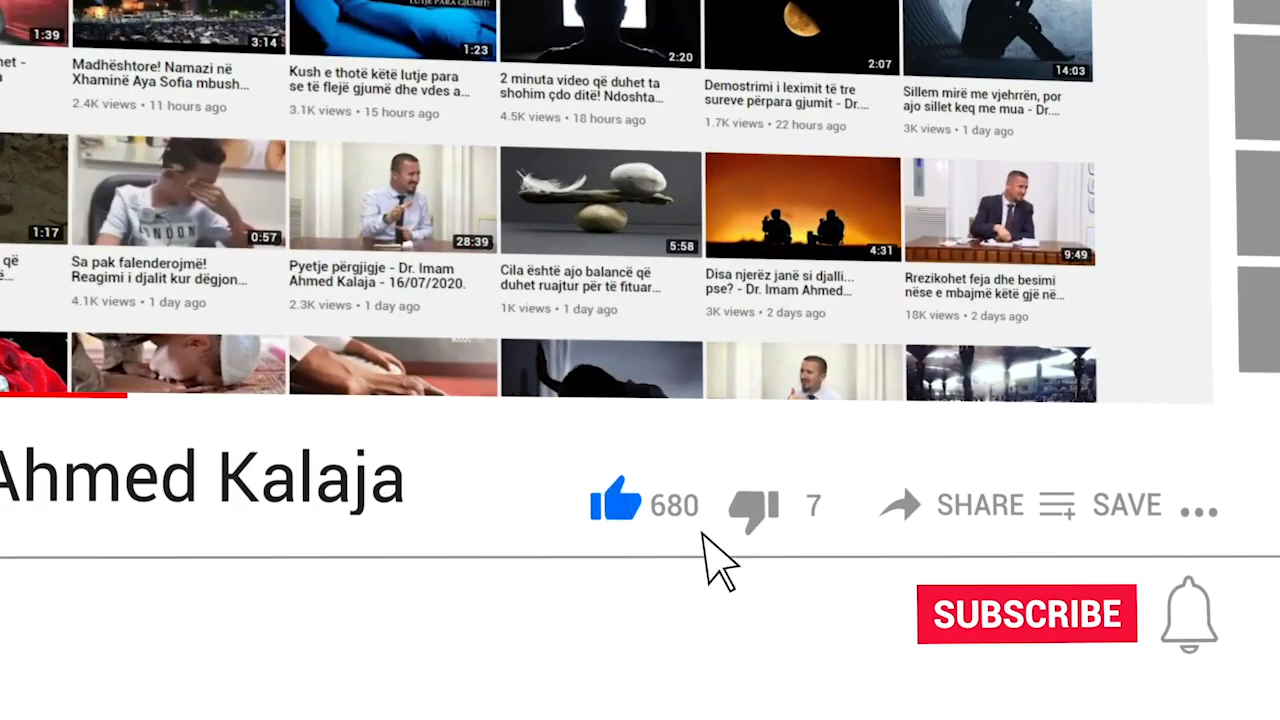 LUTJE PARA GJUMIT!
1:39
3:14
1:23
2:20
2:07
14:03
Madhështore! Namazi në
Xhaminë Aya Sofia mbush...
2.4K views • 11 hours ago
Kush e thotë këtë lutje para
se të flejë gjumë dhe vdes a...
3.1K views • 15 hours ago
2 minuta video që duhet ta
shohim çdo ditë! Ndoshta...
4.5K views • 18 hours ago
Demostrimi i leximit të tre
sureve përpara gjumit - Dr....
1.7K views • 22 hours ago
Sillem mirë me vjehrrën, por
ajo sillet keq me mua - Dr....
3K views • 1 day ago
LONDON
1:17
0:57
28:39
5:58
4:31
9:49
që
Sa pak falenderojmë!
Reagimi i djalit kur dëgjon...
4.1K views • 1 day ago
Pyetje përgjigje - Dr. Imam
Ahmed Kalaja - 16/07/2020.
2.3K views • 1 day ago
Cila është ajo balancë që
duhet ruajtur për të fituar...
1K views • 1 day ago
Disa njerëz janë si djalli...
pse? - Dr. Imam Ahmed...
3K views • 2 days ago
Rrezikohet feja dhe besimi
nëse e mbajmë këtë gjë në...
18K views • 2 days ago
Ahmed Kalaja
680
7
SHARE
SAVE
SUBSCRIBE